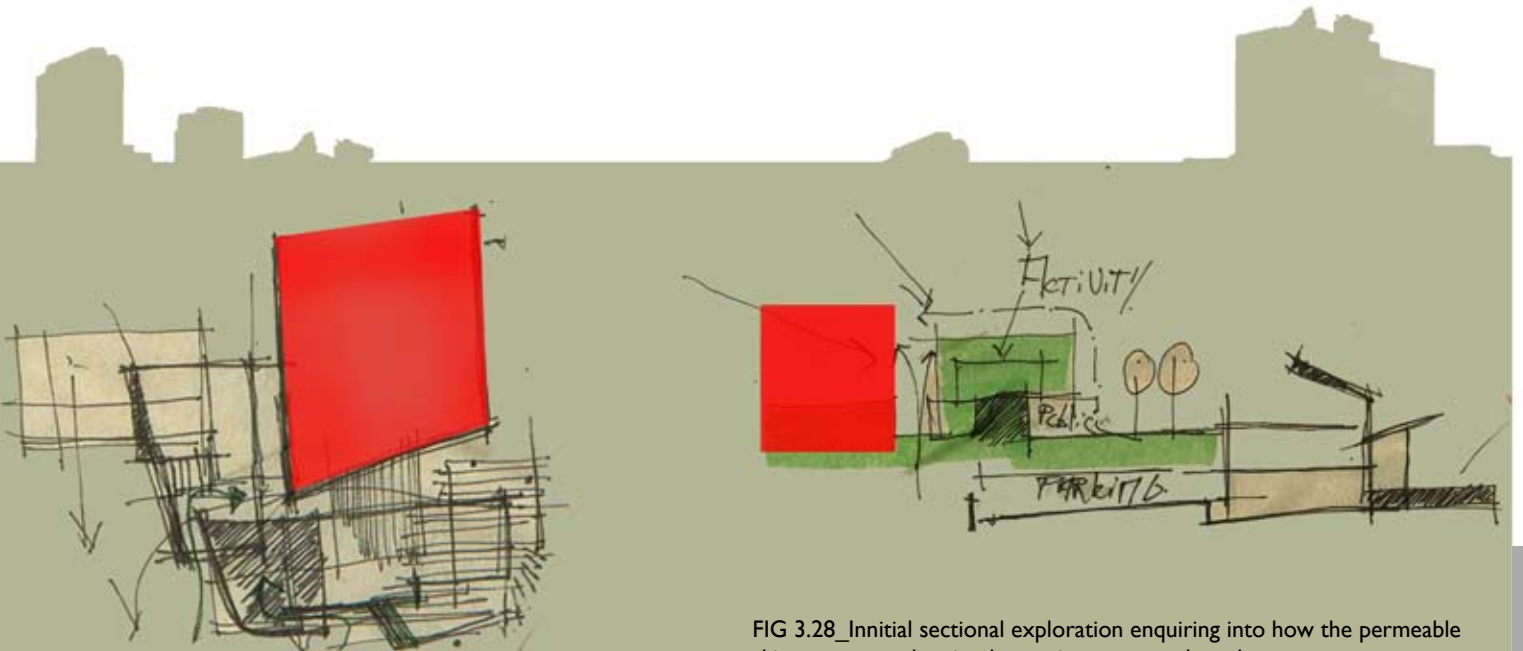 ACTiViTY
Public
PARKiNG.
FIG 3.28_Innitial sectional exploration enquiring into how the permeable